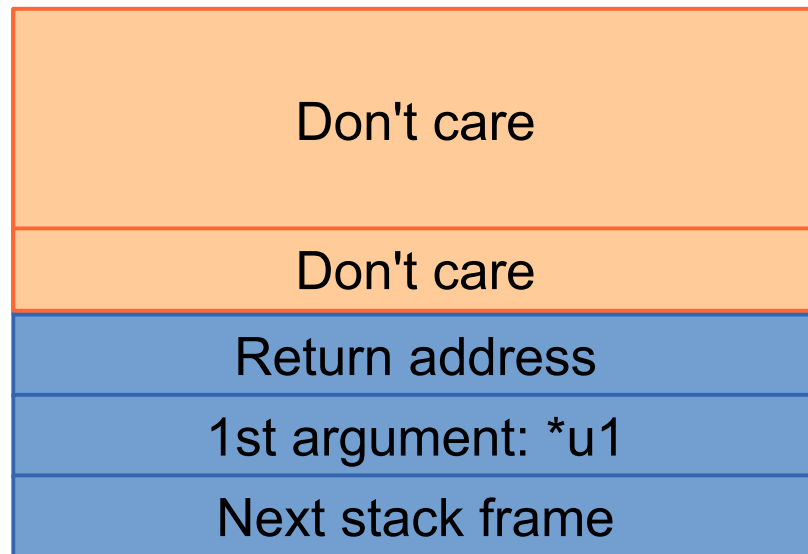 Don't care
Don't care
Return address
1st argument: *u1
Next stack frame